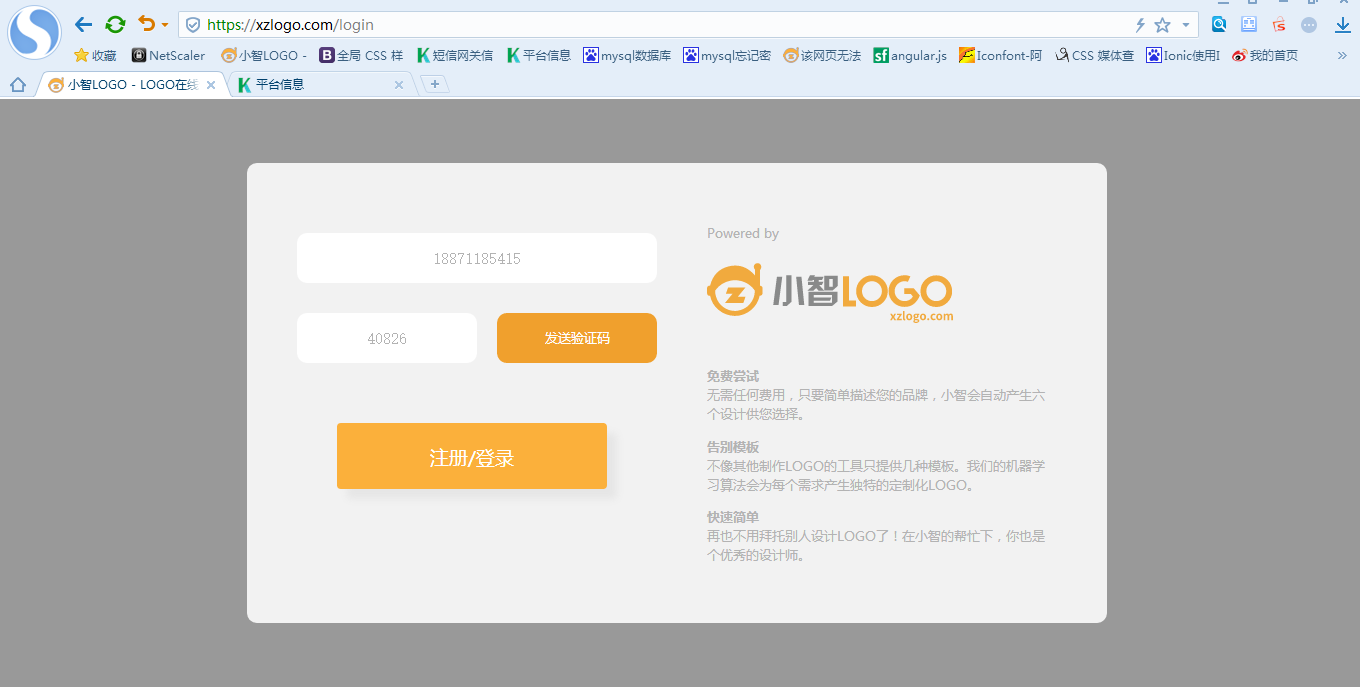 https://xzlogo.com/login
收藏 NetScaler 小智LOGO - 全局 CSS 样 短信网关信 平台信息 mysql数据库 mysql忘记密 该网页无法 angular.js Iconfont-阿 CSS 媒体查 Ionic使用I 我的首页 »
小智LOGO - LOGO在线 平台信息
18871185415
40826
发送验证码
注册/登录
Powered by
小智LOGO
xzlogo.com
免费尝试
无需任何费用，只要简单描述您的品牌，小智会自动产生六
个设计供您选择。
告别模板
不像其他制作LOGO的工具只提供几种模板。我们的机器学
习算法会为每个需求产生独特的定制化LOGO。
快速简单
再也不用拜托别人设计LOGO了！在小智的帮忙下，你也是
个优秀的设计师。